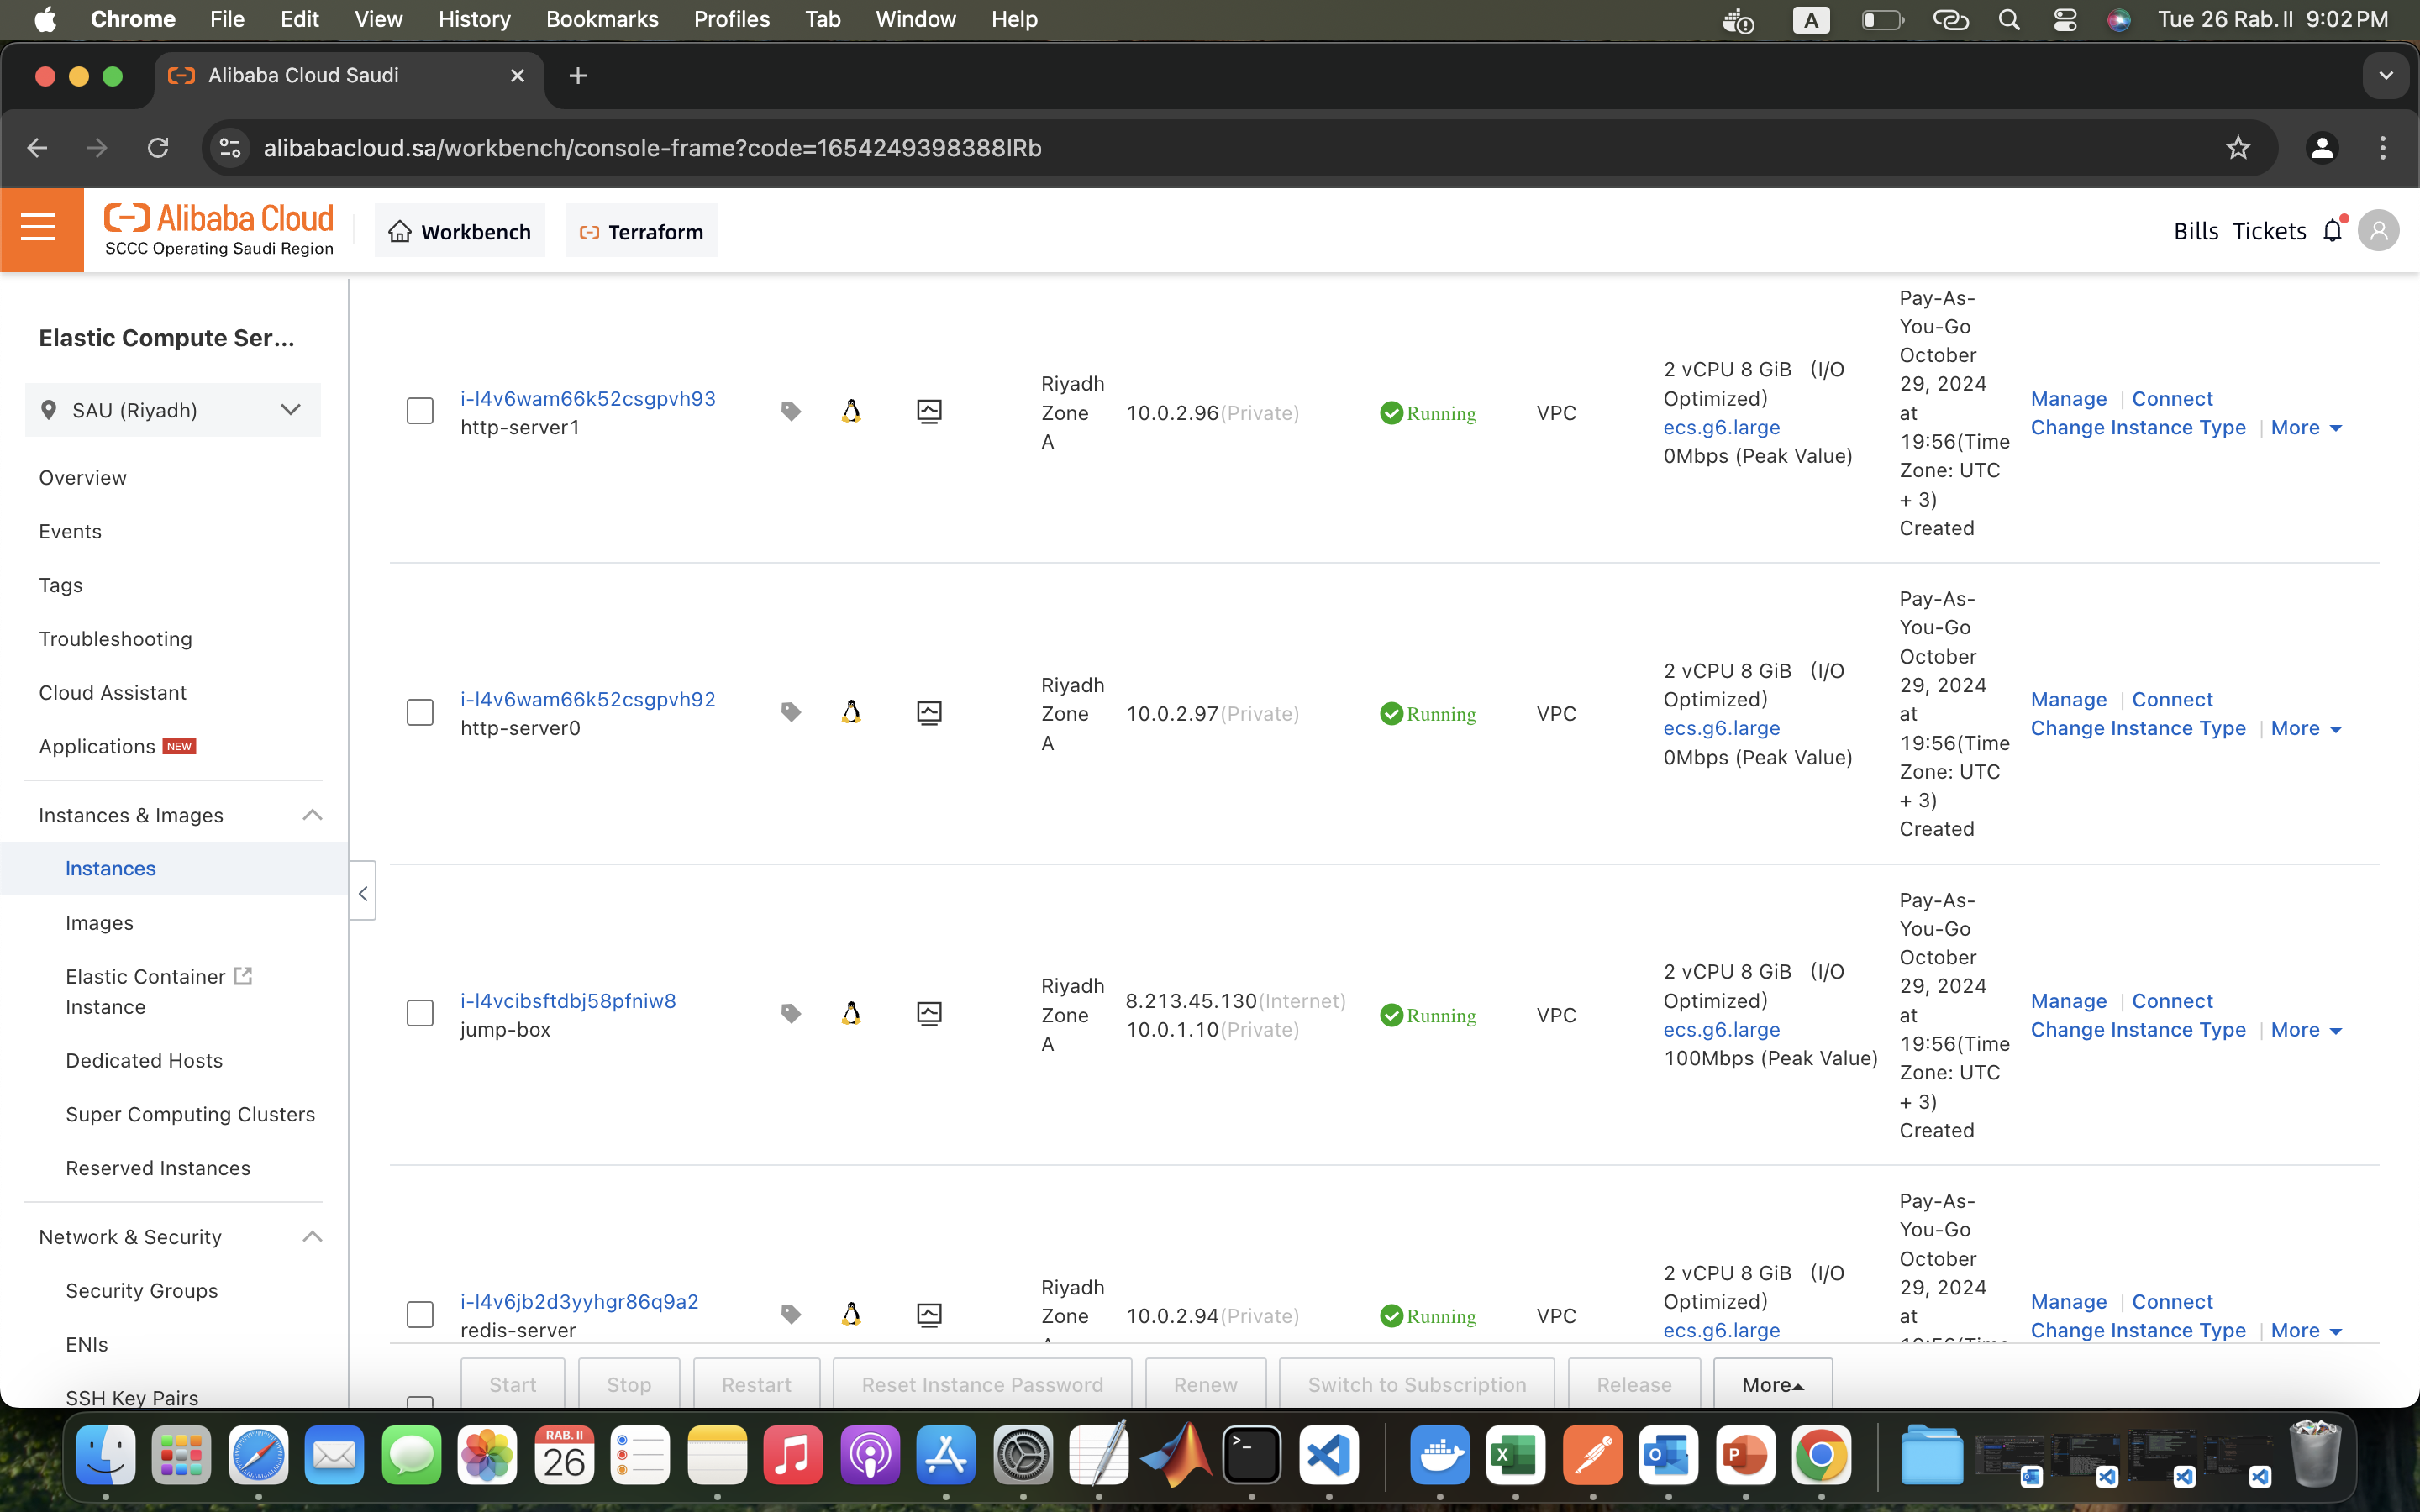 Chrome File Edit View History Bookmarks Profiles Tab Window Help A Tue 26 Rab. II 9:02 PM
Alibaba Cloud Saudi
alibabacloud.sa/workbench/console-frame?code=1654249398388IRb
Alibaba Cloud
SCCC Operating Saudi Region
Workbench
Terraform
Bills Tickets
Elastic Compute Ser...
SAU (Riyadh)
Overview
Events
Tags
Troubleshooting
Cloud Assistant
Applications NEW
Instances & Images
Instances
Images
Elastic Container
Instance
Dedicated Hosts
Super Computing Clusters
Reserved Instances
Network & Security
Security Groups
ENIs
SSH Key Pairs
i-l4v6wam66k52csgpvh93
http-server1
Riyadh
Zone
A
10.0.2.96(Private)
Running
VPC
2 vCPU 8 GiB (I/O
Optimized)
ecs.g6.large
0Mbps (Peak Value)
Pay-As-
You-Go
October
29, 2024
at
19:56(Time
Zone: UTC
+ 3)
Created
Manage | Connect
Change Instance Type | More
i-l4v6wam66k52csgpvh92
http-server0
Riyadh
Zone
A
10.0.2.97(Private)
Running
VPC
2 vCPU 8 GiB (I/O
Optimized)
ecs.g6.large
0Mbps (Peak Value)
Pay-As-
You-Go
October
29, 2024
at
19:56(Time
Zone: UTC
+ 3)
Created
Manage | Connect
Change Instance Type | More
i-l4vcibsftdbj58pfniw8
jump-box
Riyadh
Zone
A
8.213.45.130(Internet)
10.0.1.10(Private)
Running
VPC
2 vCPU 8 GiB (I/O
Optimized)
ecs.g6.large
100Mbps (Peak Value)
Pay-As-
You-Go
October
29, 2024
at
19:56(Time
Zone: UTC
+ 3)
Created
Manage | Connect
Change Instance Type | More
i-l4v6jb2d3yyhgr86q9a2
redis-server
Riyadh
Zone
10.0.2.94(Private)
Running
VPC
2 vCPU 8 GiB (I/O
Optimized)
ecs.g6.large
Pay-As-
You-Go
October
29, 2024
at
Manage | Connect
Change Instance Type | More
Start Stop Restart Reset Instance Password Renew Switch to Subscription Release More
RAB. II
26